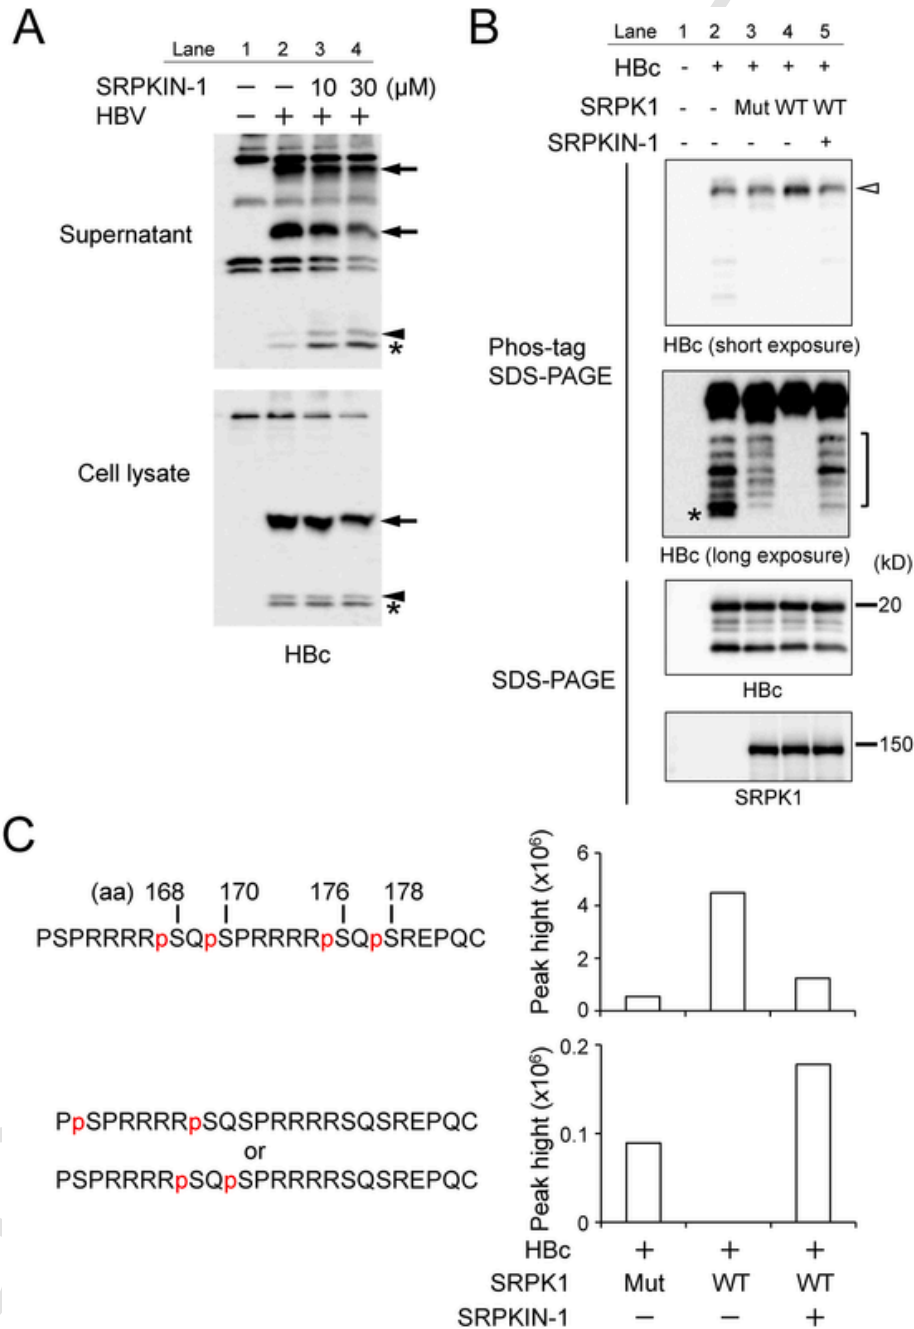 A
Lane 1 2 3 4
SRPKIN-1 − − 10 30 (μM)
HBV − + + +
Supernatant
*
Cell lysate
*
HBc
B
Lane 1 2 3 4 5
HBc - + + + +
SRPK1 - - Mut WT WT
SRPKIN-1 - - - - +
Phos-tag
SDS-PAGE
HBc (short exposure)
*
HBc (long exposure)
(kD)
20
SDS-PAGE
HBc
150
SRPK1
C
(aa) 168 170 176 178
PSPRRRRpSQpSPRRRRpSQpSREPQC
Peak hight (x10⁶)
6
4
2
0
PpSPRRRRpSQSPRRRRSQSREPQC
or
PSPRRRRpSQpSPRRRRSQSREPQC
Peak hight (x10⁶)
0.2
0.1
0
HBc + + +
SRPK1 Mut WT WT
SRPKIN-1 − − +